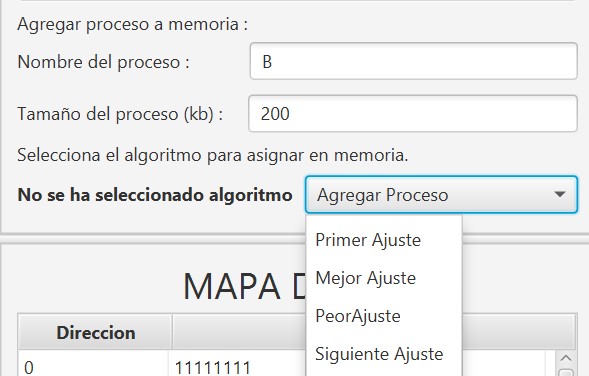 Agregar proceso a memoria :
Nombre del proceso : B
Tamaño del proceso (kb) : 200
Selecciona el algoritmo para asignar en memoria.
No se ha seleccionado algoritmo Agregar Proceso
Primer Ajuste
Mejor Ajuste
PeorAjuste
Siguiente Ajuste
MAPA D
Direccion
0 11111111